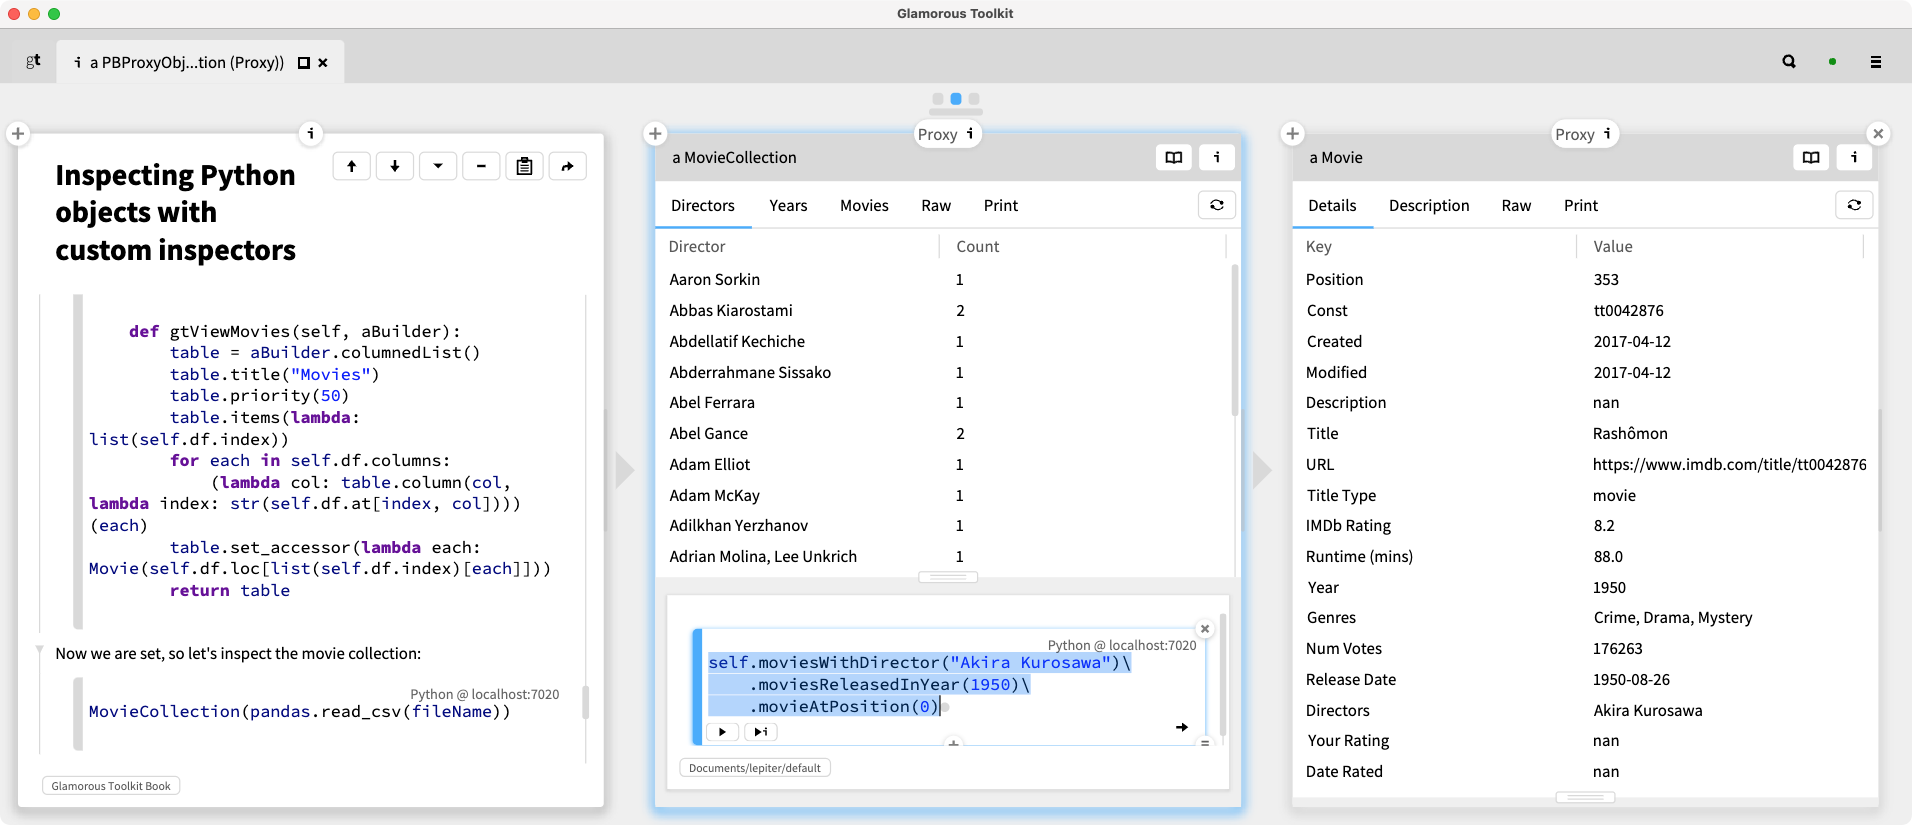 Glamorous Toolkit
gt
i a PBProxyObj...tion (Proxy))
i
Inspecting Python
objects with
custom inspectors
def gtViewMovies(self, aBuilder):
table = aBuilder.columnedList()
table.title("Movies")
table.priority(50)
table.items(lambda:
list(self.df.index))
for each in self.df.columns:
(lambda col: table.column(col,
lambda index: str(self.df.at[index, col])))
(each)
table.set_accessor(lambda each:
Movie(self.df.loc[list(self.df.index)[each]]))
return table
Now we are set, so let's inspect the movie collection:
Python @ localhost:7020
MovieCollection(pandas.read_csv(fileName))
Glamorous Toolkit Book
Proxy i
a MovieCollection
i
Directors Years Movies Raw Print
Director Count
Aaron Sorkin 1
Abbas Kiarostami 2
Abdellatif Kechiche 1
Abderrahmane Sissako 1
Abel Ferrara 1
Abel Gance 2
Adam Elliot 1
Adam McKay 1
Adilkhan Yerzhanov 1
Adrian Molina, Lee Unkrich 1
Python @ localhost:7020
self.moviesWithDirector("Akira Kurosawa")\
.moviesReleasedInYear(1950)\
.movieAtPosition(0)
i
Documents/lepiter/default
Proxy i
a Movie
i
Details Description Raw Print
Key Value
Position 353
Const tt0042876
Created 2017-04-12
Modified 2017-04-12
Description nan
Title Rashômon
URL https://www.imdb.com/title/tt0042876
Title Type movie
IMDb Rating 8.2
Runtime (mins) 88.0
Year 1950
Genres Crime, Drama, Mystery
Num Votes 176263
Release Date 1950-08-26
Directors Akira Kurosawa
Your Rating nan
Date Rated nan